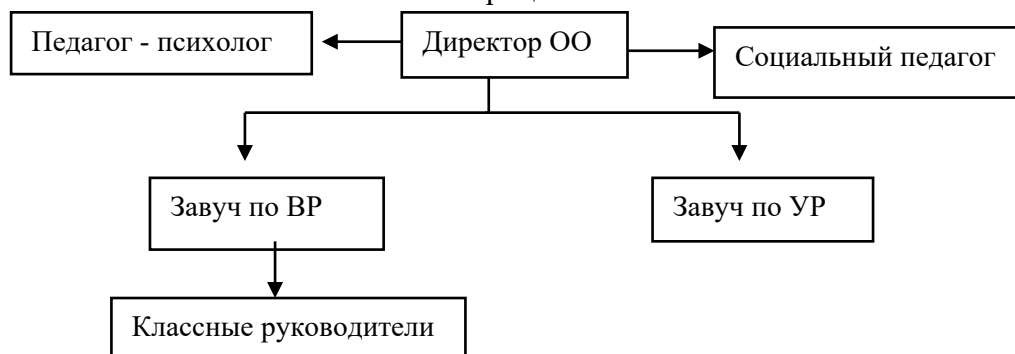 Педагог - психолог
Директор ОО
Социальный педагог
Завуч по ВР
Завуч по УР
Классные руководители